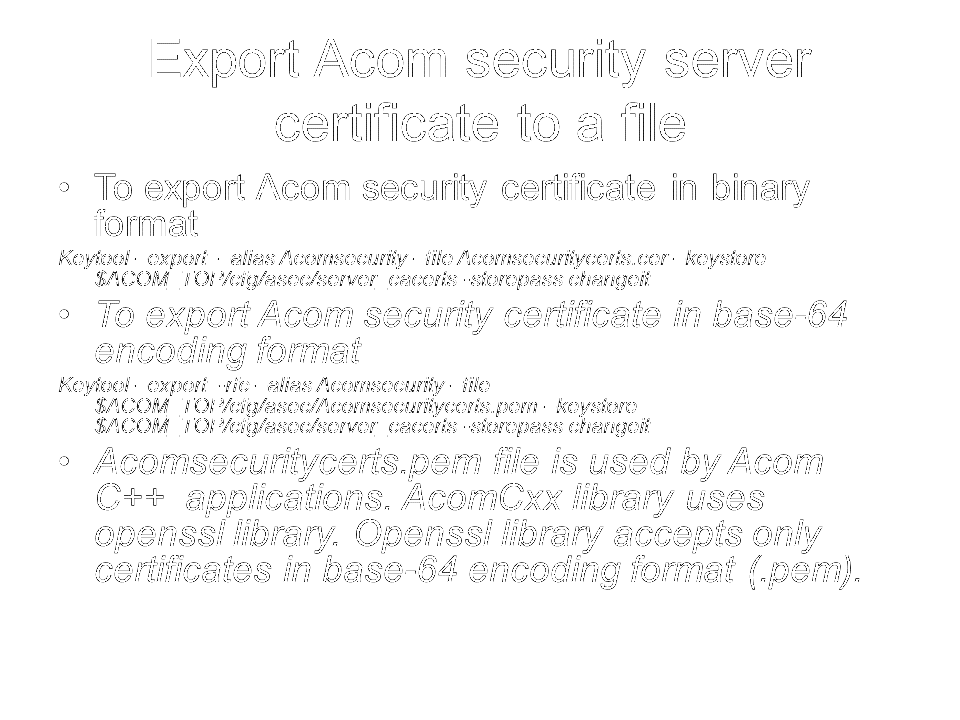 Export Acom security server
certificate to a file
• To export Acom security certificate in binary
format
Keytool - export - alias Acomsecurity - file Acomsecuritycerts.cer - keystore
$ACOM_TOP/cfg/asec/server_cacerts -storepass changeit
• To export Acom security certificate in base-64
encoding format
Keytool - export -rfc - alias Acomsecurity - file
$ACOM_TOP/cfg/asec/Acomsecuritycerts.pem - keystore
$ACOM_TOP/cfg/asec/server_cacerts -storepass changeit
• Acomsecuritycerts.pem file is used by Acom
C++ applications. AcomCxx library uses
openssl library. Openssl library accepts only
certificates in base-64 encoding format (.pem).